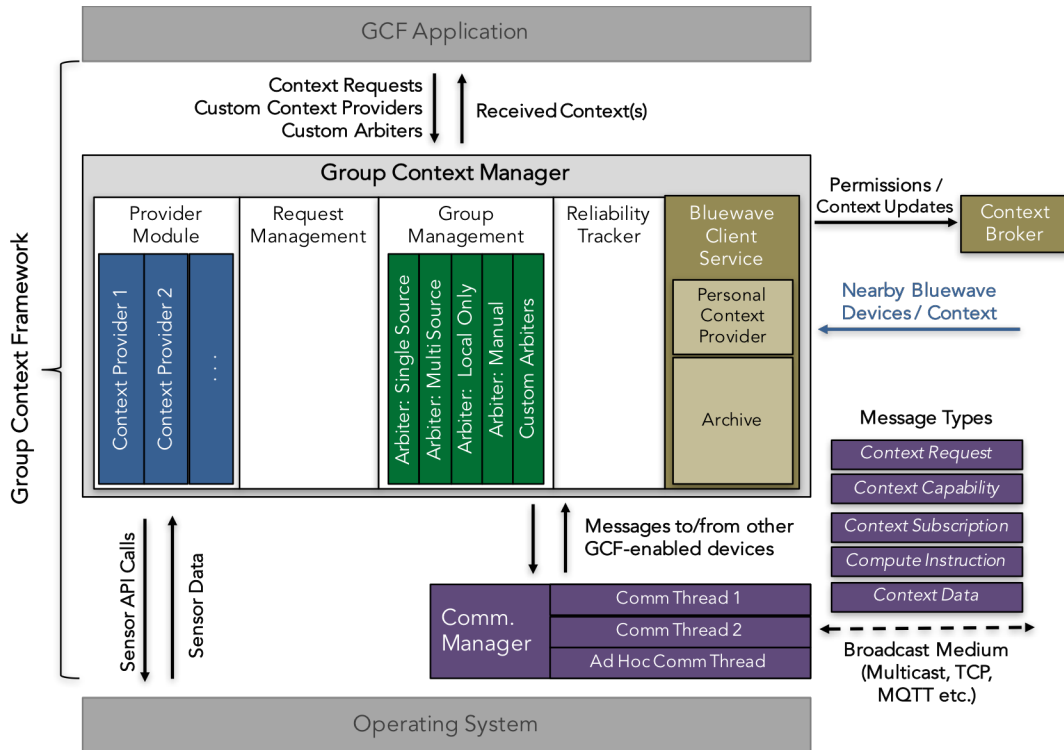 GCF Application
Context Requests
Custom Context Providers
Custom Arbiters
Received Context(s)
Group Context Framework
Group Context Manager
Provider
Module
Request
Management
Group
Management
Reliability
Tracker
Bluewave
Client
Service
Context Provider 1
Context Provider 2
...
Arbiter: Single Source
Arbiter: Multi Source
Arbiter: Local Only
Arbiter: Manual
Custom Arbiters
Personal
Context
Provider
Archive
Permissions /
Context Updates
Context
Broker
Nearby Bluewave
Devices / Context
Message Types
Context Request
Context Capability
Context Subscription
Compute Instruction
Context Data
Sensor API Calls
Sensor Data
Messages to/from other
GCF-enabled devices
Comm.
Manager
Comm Thread 1
Comm Thread 2
Ad Hoc Comm Thread
Broadcast Medium
(Multicast, TCP,
MQTT etc.)
Operating System